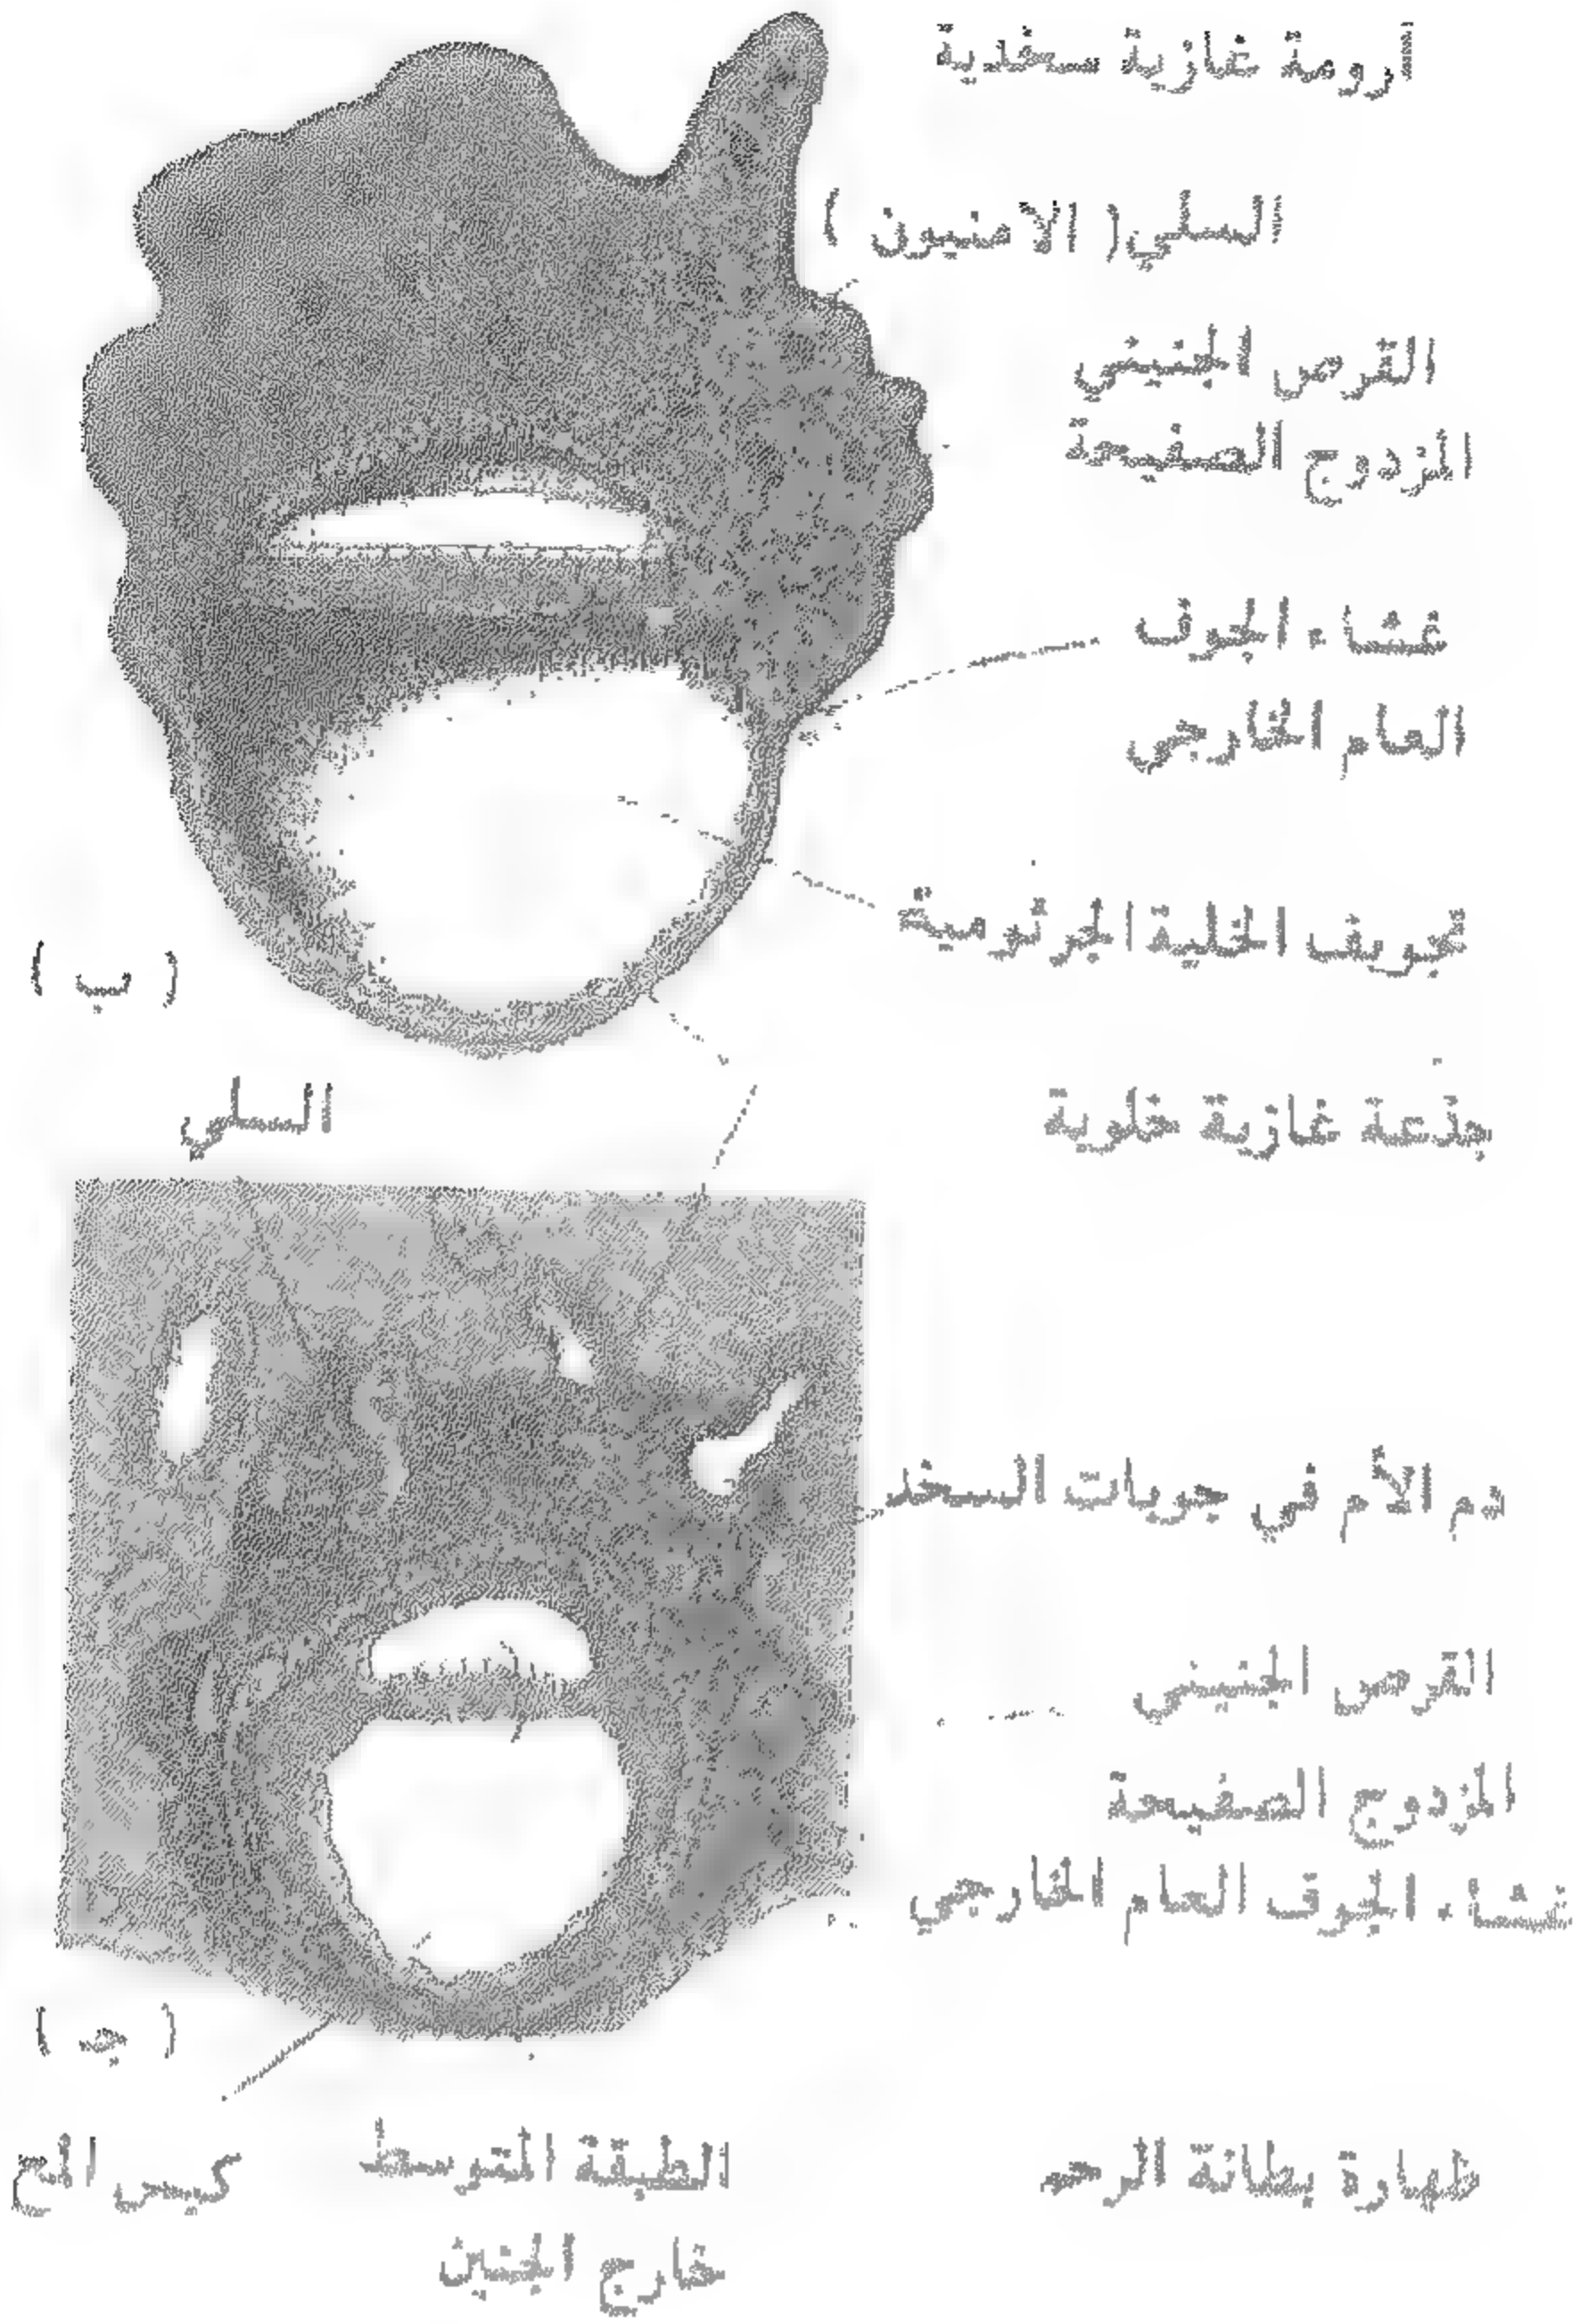 أرومة غازية سخدية
السلي ( الامنيون )
القرص الجنيني
المزدوج الصفيحة
غشاء الجوف
العام الخارجي
تجويف الخلية الجرثومية
( ب )
السلي
جذعة غازية خلوية
دم الأم في جوبات السخد
القرص الجنيني
المزدوج الصفيحة
غشاء الجوف العام الخارجي
( جـ )
ظهارة بطانة الرحم
الطبقة المتوسط
خارج الجنين
كيس المح